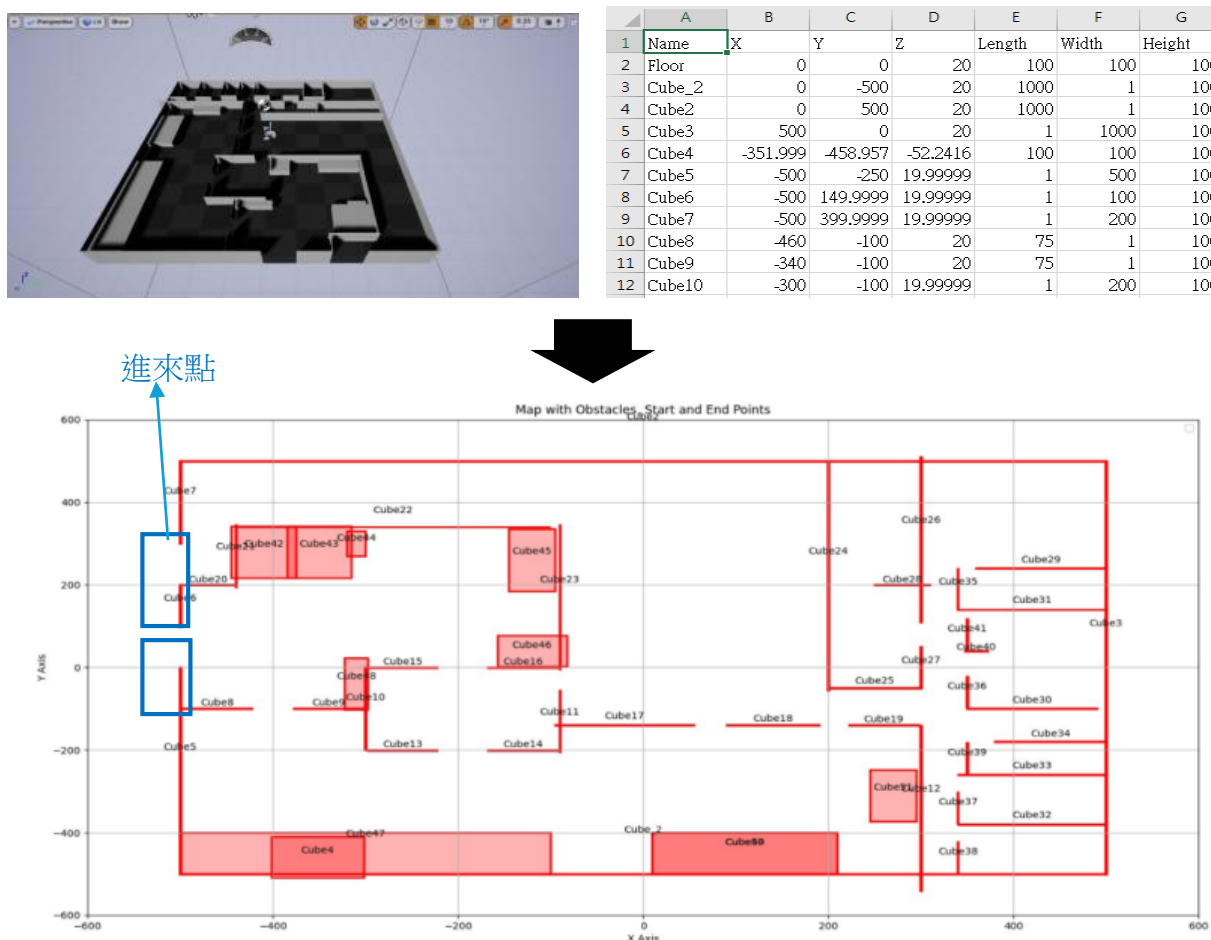 Perspective Lit Show 10 10° 0.25
A B C D E F G
1 Name X Y Z Length Width Height
2 Floor 0 0 20 100 100
3 Cube_2 0 -500 20 1000 1
4 Cube2 0 500 20 1000 1
5 Cube3 500 0 20 1 1000
6 Cube4 -351.999 -458.957 -52.2416 100 100
7 Cube5 -500 -250 19.99999 1 500
8 Cube6 -500 149.9999 19.99999 1 100
9 Cube7 -500 399.9999 19.99999 1 200
10 Cube8 -460 -100 20 75 1
11 Cube9 -340 -100 20 75 1
12 Cube10 -300 -100 19.99999 1 200
進來點
Map with Obstacles, Start and End Points
Cube2
600
Cube7
400
Cube22
Cube26
Cube21 Cube42 Cube43 Cube44
Cube45 Cube24
Cube29
200
Cube20 Cube23 Cube28 Cube35
Cube6 Cube31
Cube3
Cube41
Cube46 Cube40
0
Cube15 Cube16 Cube27
Cube48 Cube25 Cube36
Cube8 Cube9 Cube10 Cube30
Cube11 Cube17 Cube18 Cube19
Cube34
Cube5 Cube13 Cube14 Cube39
-200
Cube33
Cube12
Cube37
Cube32
-400
Cube47 Cube_2
Cube4 Cube38
-600
-600 -400 -200 0 200 400 600
X Axis
Y Axis